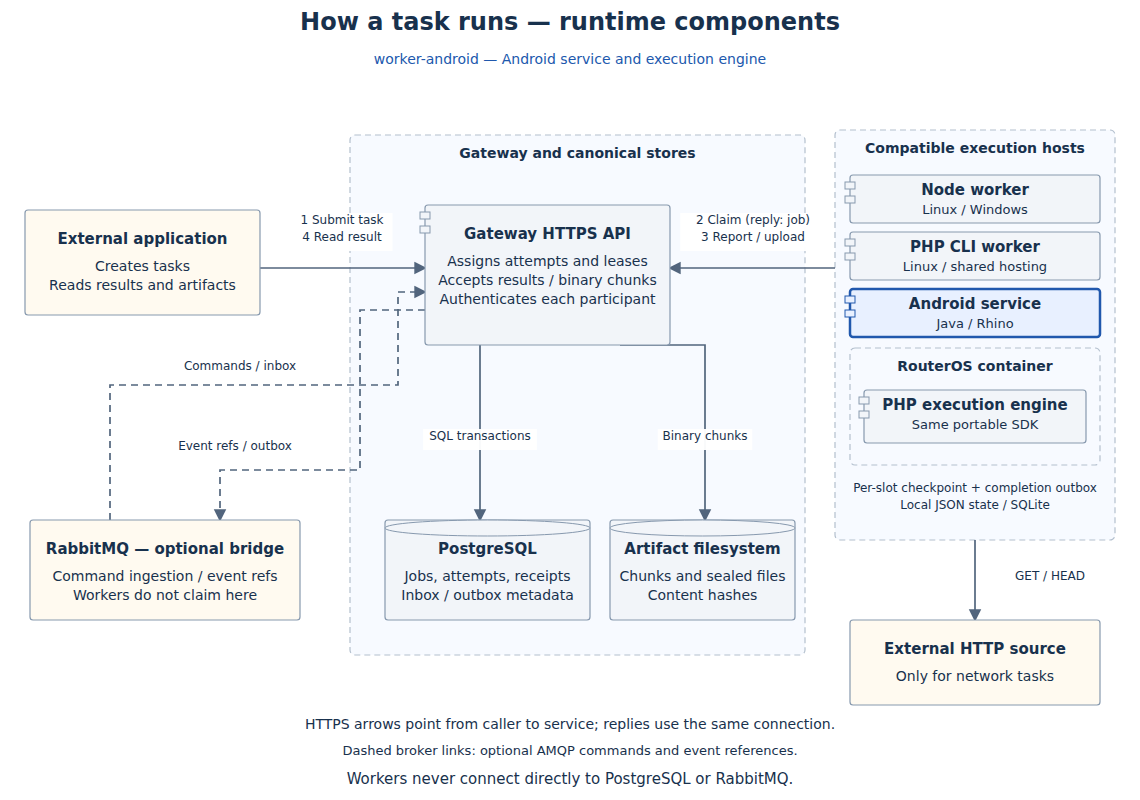 How a task runs — runtime components
worker-android — Android service and execution engine
Gateway and canonical stores
Compatible execution hosts
External application
Creates tasks
Reads results and artifacts
1 Submit task
4 Read result
Gateway HTTPS API
Assigns attempts and leases
Accepts results / binary chunks
Authenticates each participant
2 Claim (reply: job)
3 Report / upload
Node worker
Linux / Windows
PHP CLI worker
Linux / shared hosting
Android service
Java / Rhino
RouterOS container
PHP execution engine
Same portable SDK
Per-slot checkpoint + completion outbox
Local JSON state / SQLite
Commands / inbox
Event refs / outbox
SQL transactions
Binary chunks
RabbitMQ — optional bridge
Command ingestion / event refs
Workers do not claim here
PostgreSQL
Jobs, attempts, receipts
Inbox / outbox metadata
Artifact filesystem
Chunks and sealed files
Content hashes
GET / HEAD
External HTTP source
Only for network tasks
HTTPS arrows point from caller to service; replies use the same connection.
Dashed broker links: optional AMQP commands and event references.
Workers never connect directly to PostgreSQL or RabbitMQ.